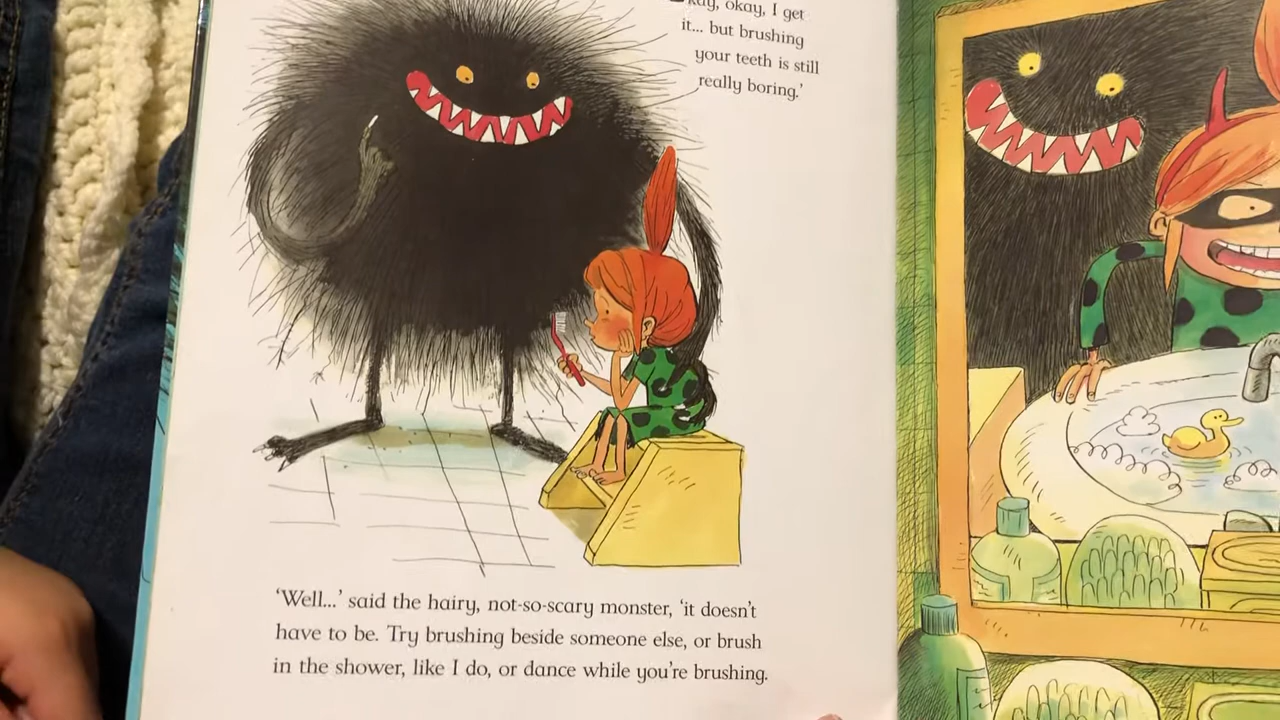 okay, I get
it... but brushing
your teeth is still
really boring.'
'Well...' said the hairy, not-so-scary monster, 'it doesn't
have to be. Try brushing beside someone else, or brush
in the shower, like I do, or dance while you're brushing.